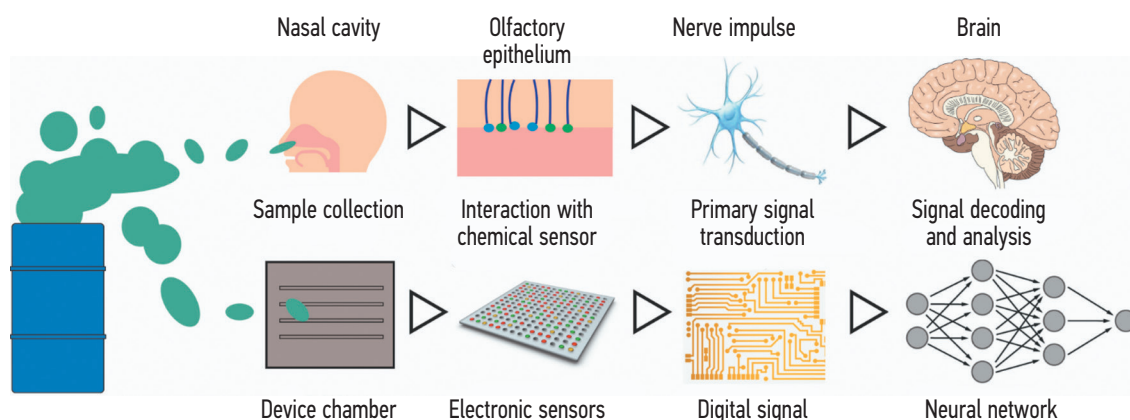 Nasal cavity
Olfactory
epithelium
Nerve impulse
Brain
Sample collection
Interaction with
chemical sensor
Primary signal
transduction
Signal decoding
and analysis
Device chamber
Electronic sensors
Digital signal
Neural network